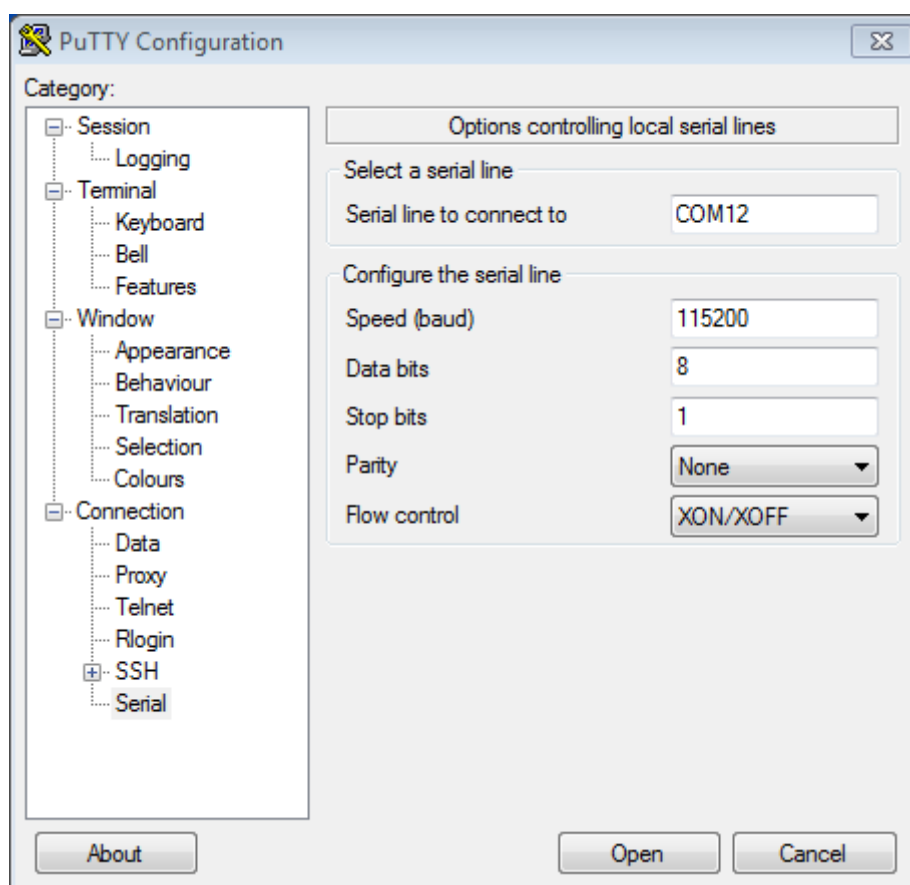 PuTTY Configuration
Category:
Session
Logging
Terminal
Keyboard
Bell
Features
Window
Appearance
Behaviour
Translation
Selection
Colours
Connection
Data
Proxy
Telnet
Rlogin
SSH
Serial
Options controlling local serial lines
Select a serial line
Serial line to connect to COM12
Configure the serial line
Speed (baud) 115200
Data bits 8
Stop bits 1
Parity None
Flow control XON/XOFF
About Open Cancel